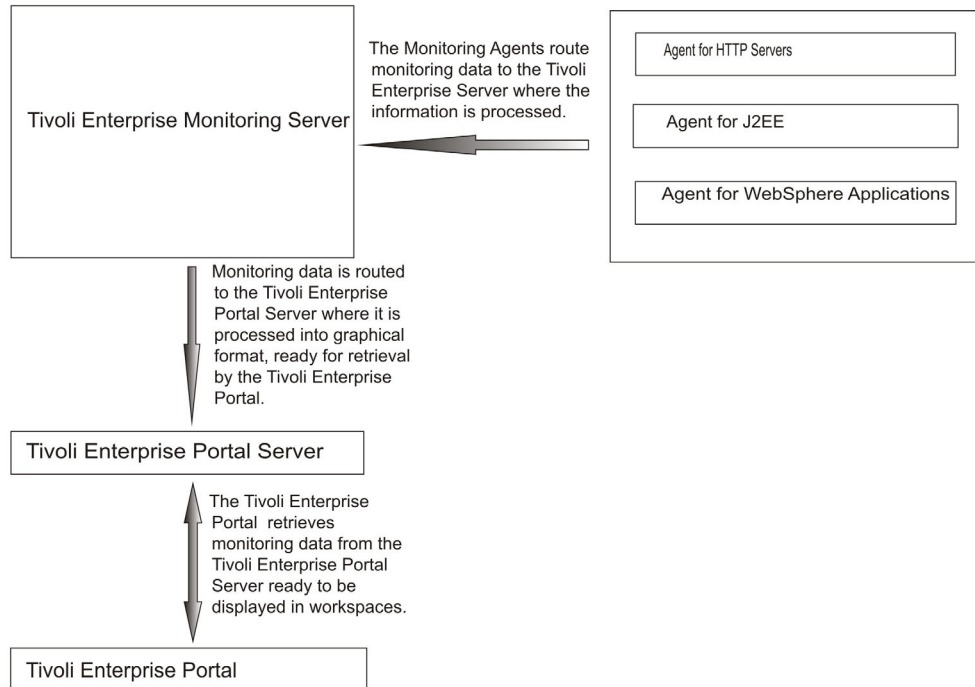 Tivoli Enterprise Monitoring Server
The Monitoring Agents route
monitoring data to the Tivoli
Enterprise Server where the
information is processed.
Agent for HTTP Servers
Agent for J2EE
Agent for WebSphere Applications
Monitoring data is routed
to the Tivoli Enterprise
Portal Server where it is
processed into graphical
format, ready for retrieval
by the Tivoli Enterprise
Portal.
Tivoli Enterprise Portal Server
The Tivoli Enterprise
Portal retrieves
monitoring data from the
Tivoli Enterprise Portal
Server ready to be
displayed in workspaces.
Tivoli Enterprise Portal